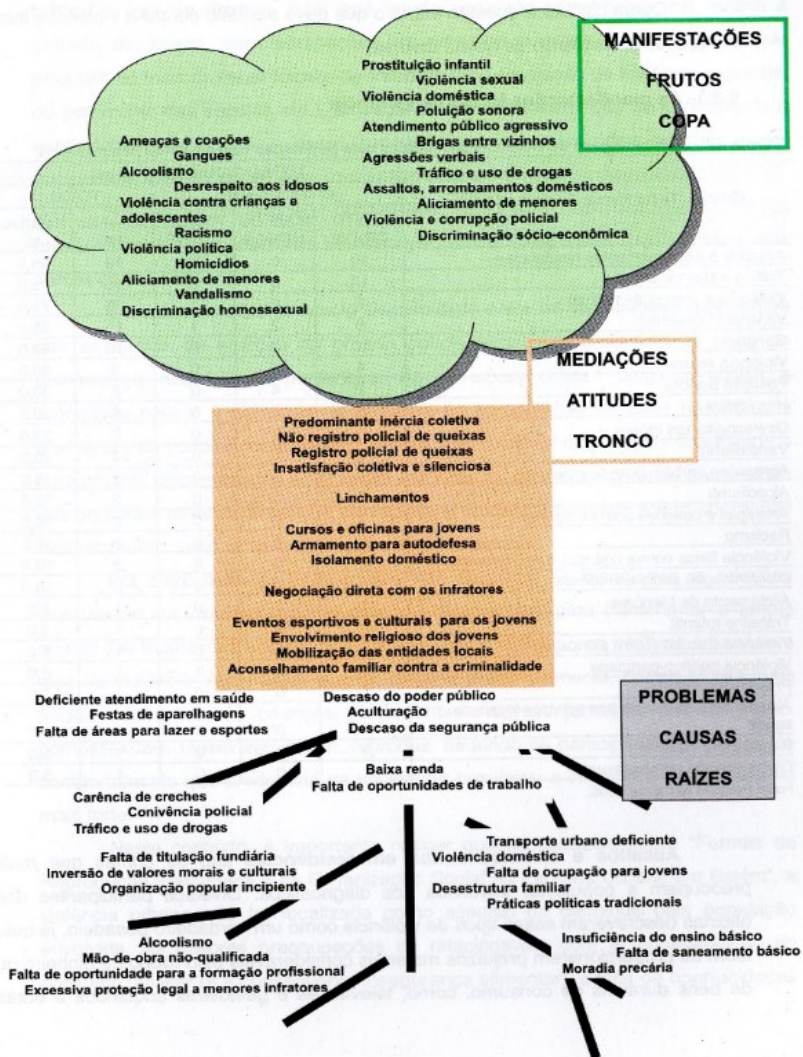 MANIFESTAÇÕES
FRUTOS
COPA
Prostituição infantil
Violência sexual
Violência doméstica
Poluição sonora
Atendimento público agressivo
Brigas entre vizinhos
Agressões verbais
Tráfico e uso de drogas
Assaltos, arrombamentos domésticos
Aliciamento de menores
Violência e corrupção policial
Discriminação sócio-econômica
Ameaças e coações
Gangues
Alcoolismo
Desrespeito aos idosos
Violência contra crianças e
adolescentes
Racismo
Violência política
Homicídios
Aliciamento de menores
Vandalismo
Discriminação homossexual
MEDIAÇÕES
ATITUDES
TRONCO
Predominante inércia coletiva
Não registro policial de queixas
Registro policial de queixas
Insatisfação coletiva e silenciosa
Linchamentos
Cursos e oficinas para jovens
Armamento para autodefesa
Isolamento doméstico
Negociação direta com os infratores
Eventos esportivos e culturais para os jovens
Envolvimento religioso dos jovens
Mobilização das entidades locais
Aconselhamento familiar contra a criminalidade
PROBLEMAS
CAUSAS
RAÍZES
Deficiente atendimento em saúde
Festas de aparelhagens
Falta de áreas para lazer e esportes
Descaso do poder público
Aculturação
Descaso da segurança pública
Baixa renda
Falta de oportunidades de trabalho
Carência de creches
Conivência policial
Tráfico e uso de drogas
Falta de titulação fundiária
Inversão de valores morais e culturais
Organização popular incipiente
Transporte urbano deficiente
Violência doméstica
Falta de ocupação para jovens
Desestrutura familiar
Práticas políticas tradicionais
Alcoolismo
Mão-de-obra não-qualificada
Falta de oportunidade para a formação profissional
Excessiva proteção legal a menores infratores
Insuficiência do ensino básico
Falta de saneamento básico
Moradia precária